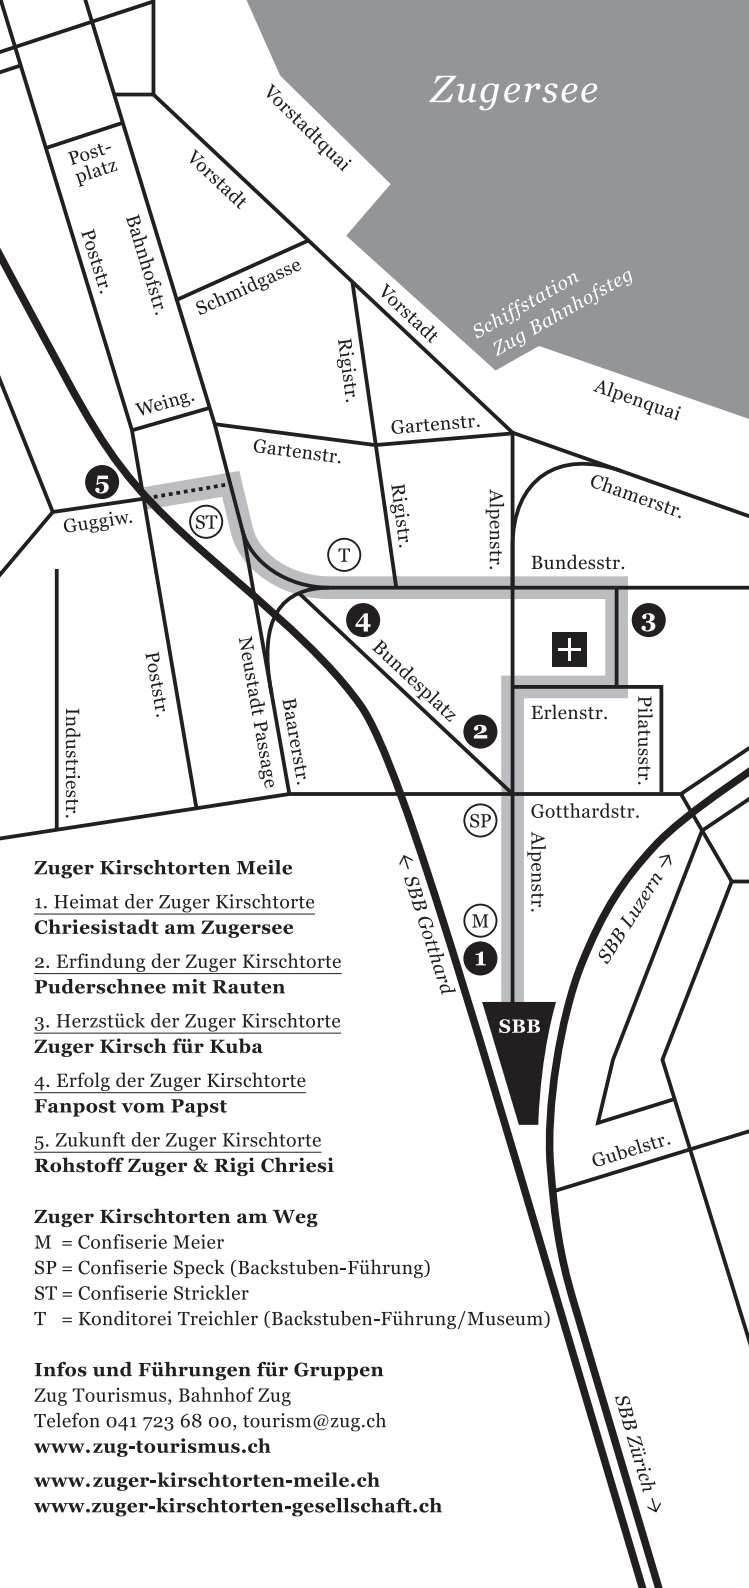 Zugersee
Vorstadtquai
Post-
platz
Vorstadt
Poststr.
Bahnhofstr.
Schmidgasse
Vorstadt
Schiffstation
Zug Bahnhofsteg
Rigistr.
Alpenquai
Weing.
Gartenstr.
Gartenstr.
5
Guggiw.
ST
Rigistr.
Alpenstr.
Chamerstr.
T
Bundesstr.
4
3
Bundesplatz
Poststr.
Neustadt Passage
Baarerstr.
Industriestr.
2
Erlenstr.
Pilatusstr.
SP
Gotthardstr.
Alpenstr.
← SBB Gotthard
SBB Luzern →
M
1
SBB
Gubelstr.
SBB Zürich →
Zuger Kirschtorten Meile
1. Heimat der Zuger Kirschtorte
Chriesistadt am Zugersee
2. Erfindung der Zuger Kirschtorte
Puderschnee mit Rauten
3. Herzstück der Zuger Kirschtorte
Zuger Kirsch für Kuba
4. Erfolg der Zuger Kirschtorte
Fanpost vom Papst
5. Zukunft der Zuger Kirschtorte
Rohstoff Zuger & Rigi Chriesi
Zuger Kirschtorten am Weg
M = Confiserie Meier
SP = Confiserie Speck (Backstuben-Führung)
ST = Confiserie Strickler
T = Konditorei Treichler (Backstuben-Führung/Museum)
Infos und Führungen für Gruppen
Zug Tourismus, Bahnhof Zug
Telefon 041 723 68 00, tourism@zug.ch
www.zug-tourismus.ch
www.zuger-kirschtorten-meile.ch
www.zuger-kirschtorten-gesellschaft.ch